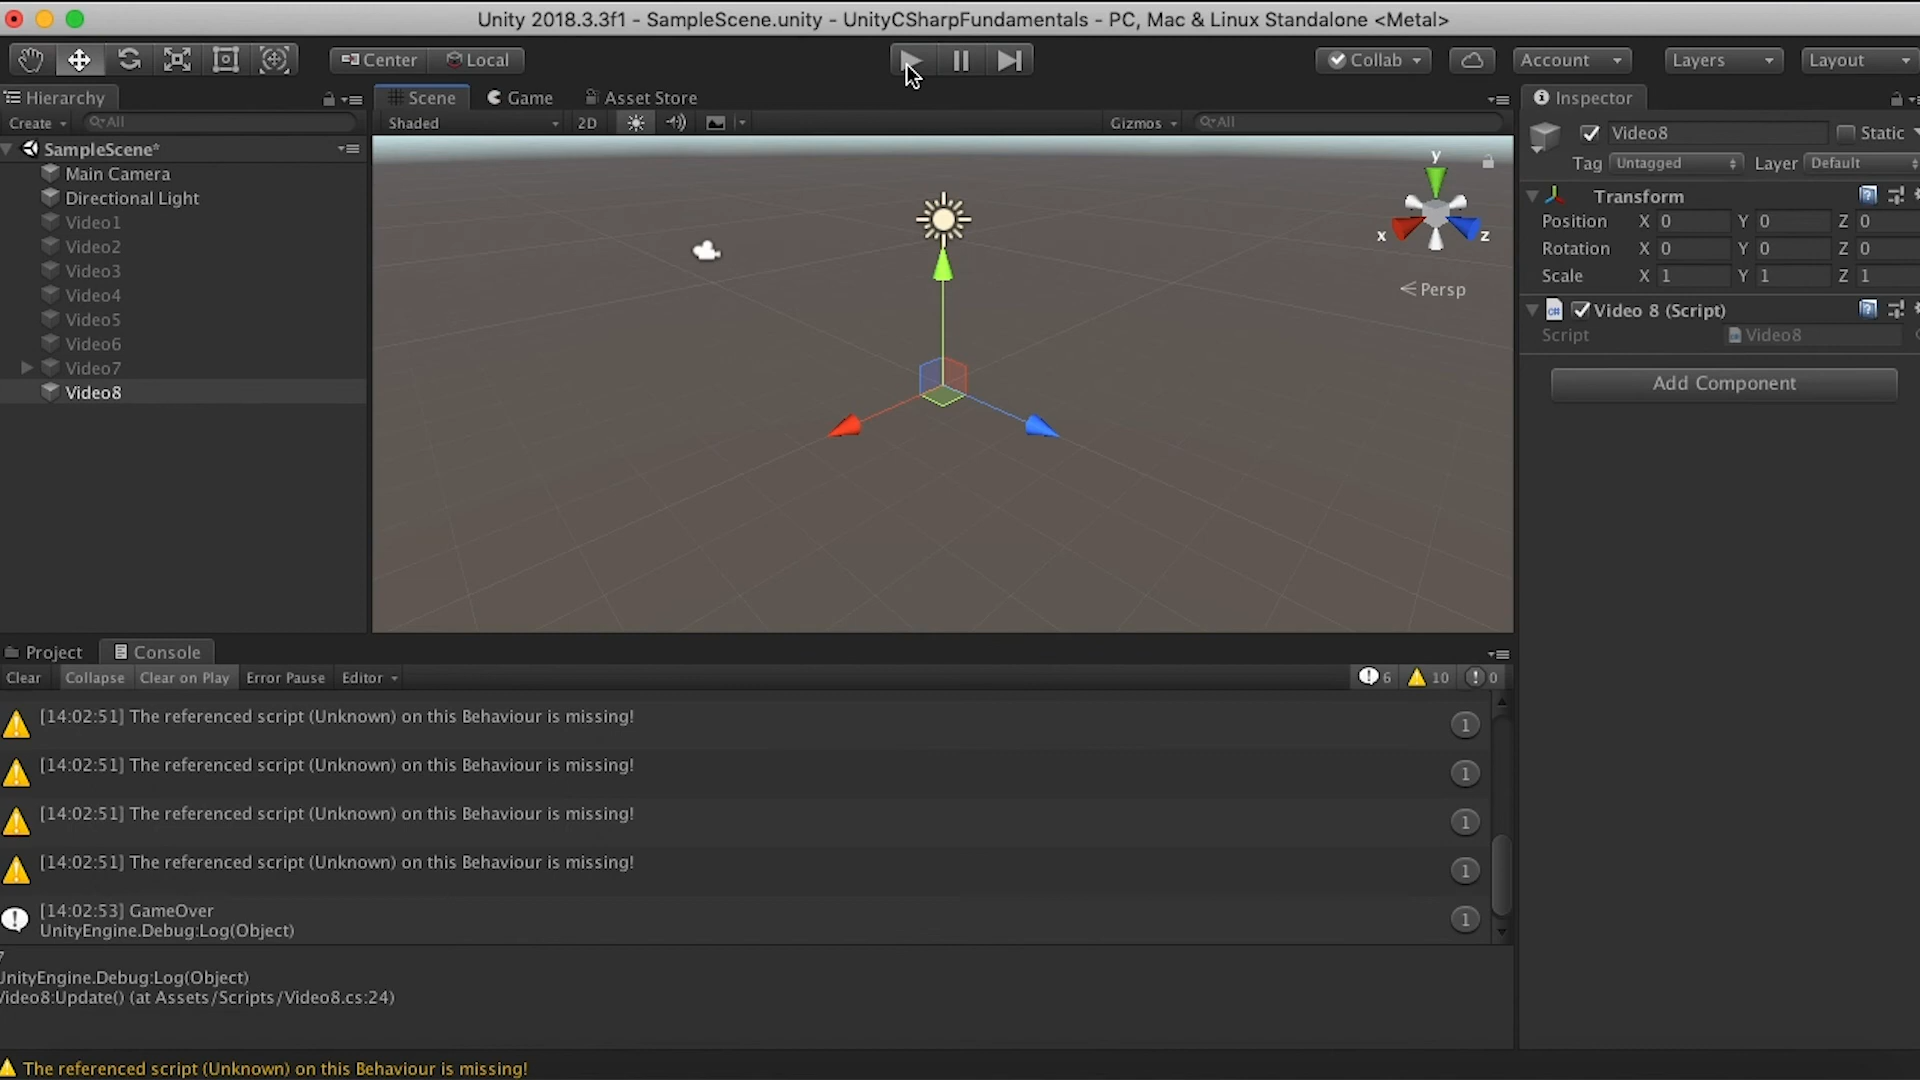 Unity 2018.3.3f1 - SampleScene.unity - UnityCSharpFundamentals - PC, Mac & Linux Standalone <Metal>
Center Local Collab Account Layers Layout
Hierarchy Scene Game Asset Store Inspector
Create All Shaded 2D Gizmos All
SampleScene*
Main Camera
Directional Light
Video1
Video2
Video3
Video4
Video5
Video6
Video7
Video8
y
x z
Persp
Video8 Static
Tag Untagged Layer Default
Transform
Position X 0 Y 0 Z 0
Rotation X 0 Y 0 Z 0
Scale X 1 Y 1 Z 1
Video 8 (Script)
Script Video8
Add Component
Project Console
Clear Collapse Clear on Play Error Pause Editor 6 10 0
[14:02:51] The referenced script (Unknown) on this Behaviour is missing! 1
[14:02:51] The referenced script (Unknown) on this Behaviour is missing! 1
[14:02:51] The referenced script (Unknown) on this Behaviour is missing! 1
[14:02:51] The referenced script (Unknown) on this Behaviour is missing! 1
[14:02:53] GameOver 1
UnityEngine.Debug:Log(Object)
7
UnityEngine.Debug:Log(Object)
Video8:Update() (at Assets/Scripts/Video8.cs:24)
The referenced script (Unknown) on this Behaviour is missing!